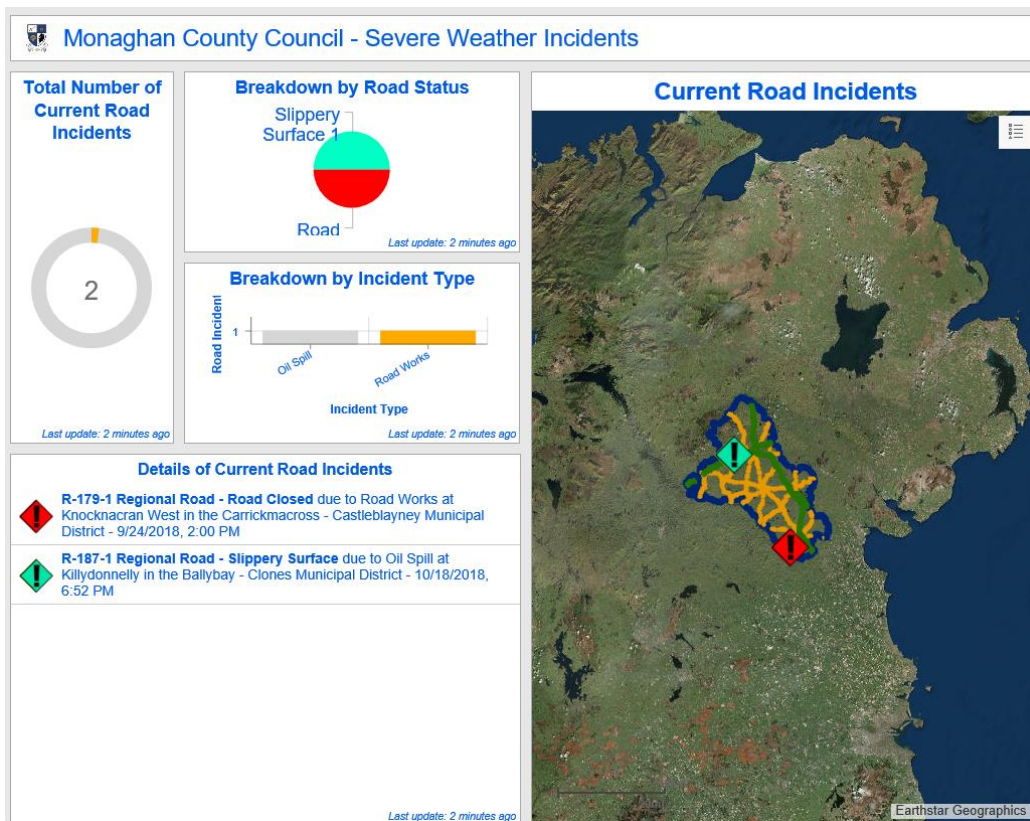 Monaghan County Council - Severe Weather Incidents
Total Number of
Current Road
Incidents
2
Last update: 2 minutes ago
Breakdown by Road Status
Slippery
Surface 1
Road
Last update: 2 minutes ago
Breakdown by Incident Type
Road Incident
1
Oil Spill
Road Works
Incident Type
Last update: 2 minutes ago
Details of Current Road Incidents
R-179-1 Regional Road - Road Closed due to Road Works at
Knocknacran West in the Carrickmacross - Castleblayney Municipal
District - 9/24/2018, 2:00 PM
R-187-1 Regional Road - Slippery Surface due to Oil Spill at
Killydonnelly in the Ballybay - Clones Municipal District - 10/18/2018,
6:52 PM
Last update: 2 minutes ago
Current Road Incidents
Earthstar Geographics